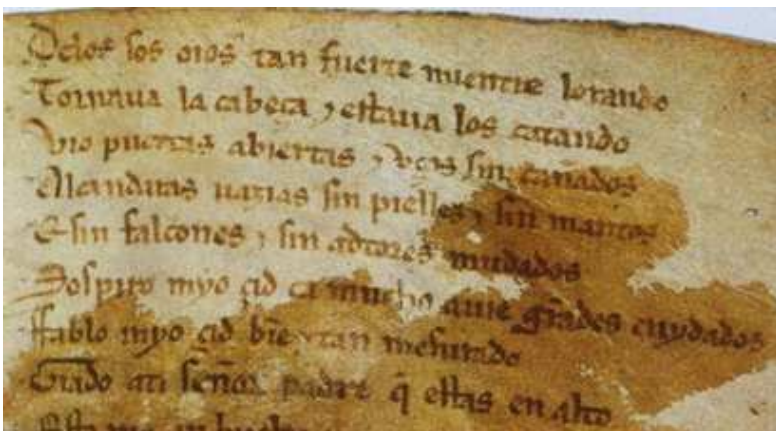 Delos sos oios tan fuerte mientre lorando
Tornaua la cabeça ⁊ estaua los catando
Vio puertas abiertas ⁊ vços sin cañados
Alcandaras uazias sin pielles ⁊ sin mantos
E sin falcones ⁊ sin adtores mudados
Sospiro myo çid ca mucho auie grãdes cuydados
Ffablo myo çid biẽ ⁊ tan mesurado
Grado ati señor padre q̃ estas en alto